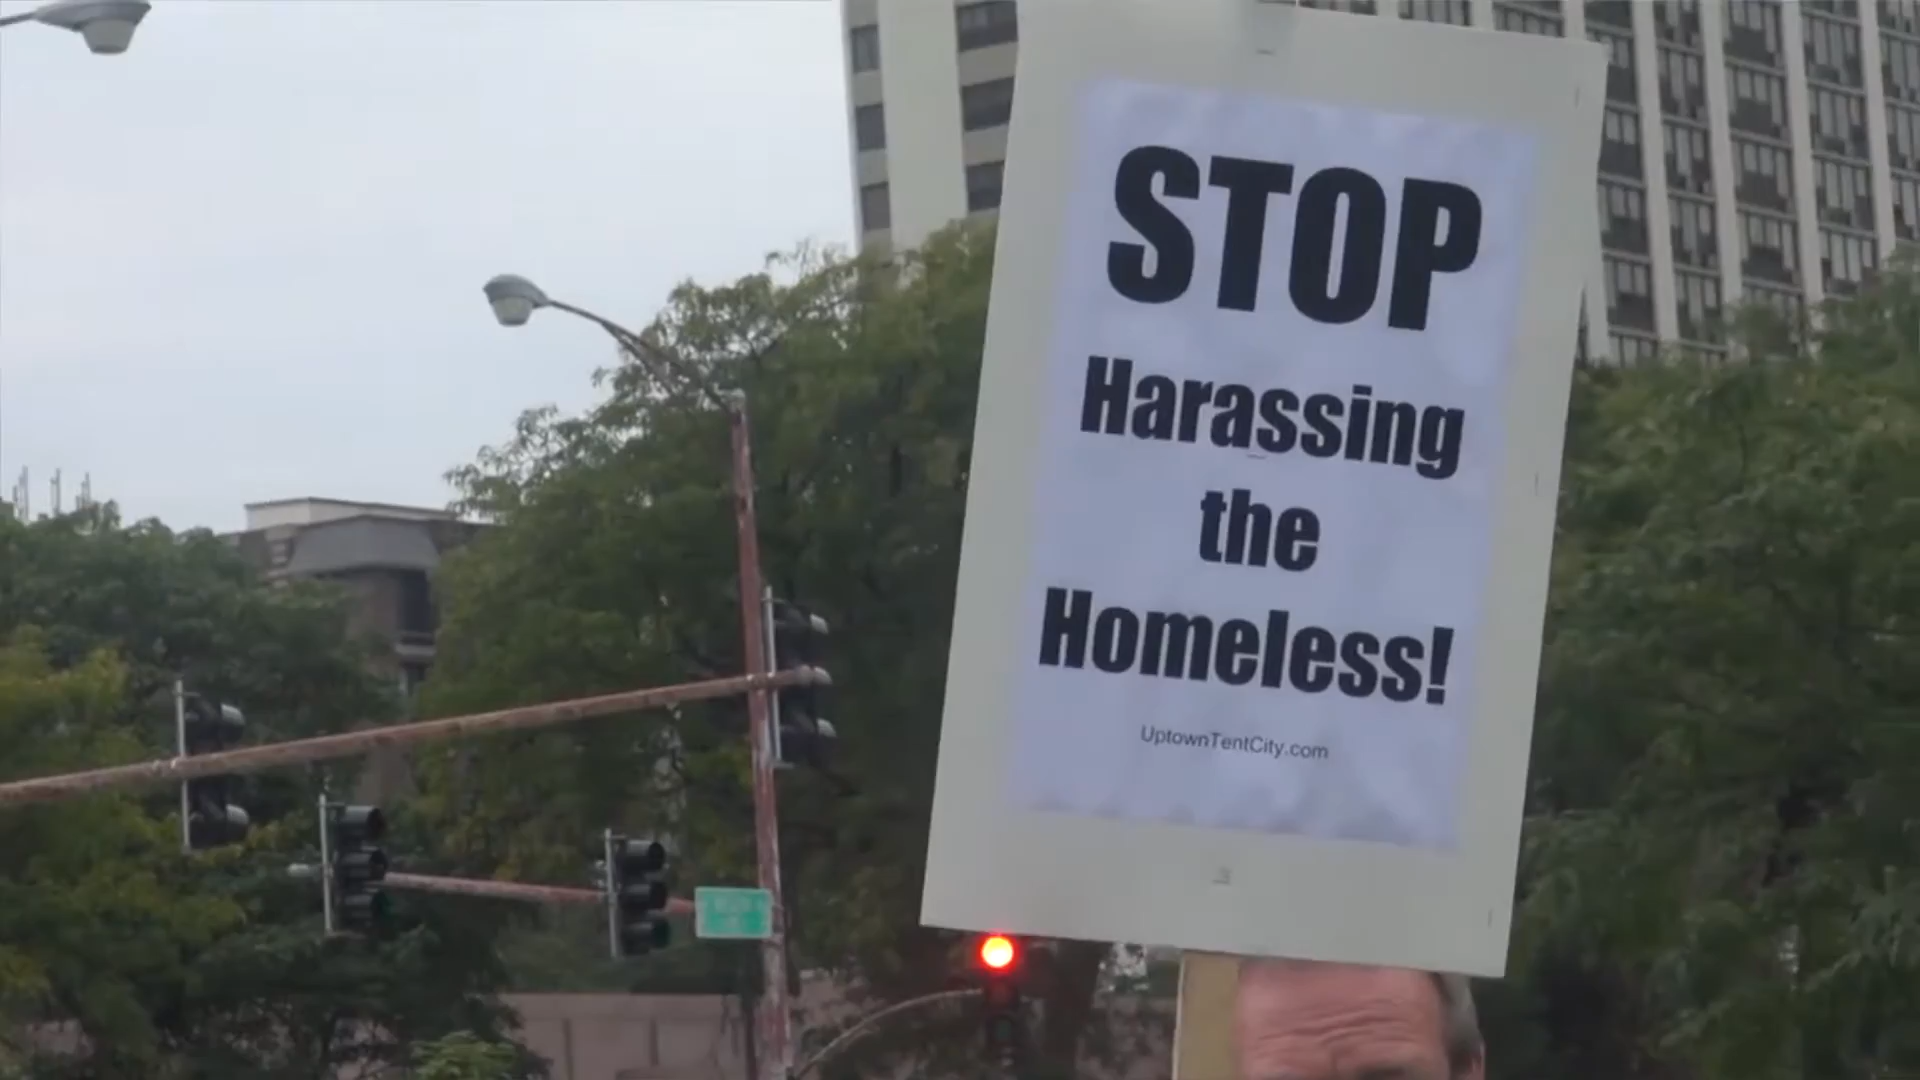 STOP
Harassing
the
Homeless!
UptownTentCity.com